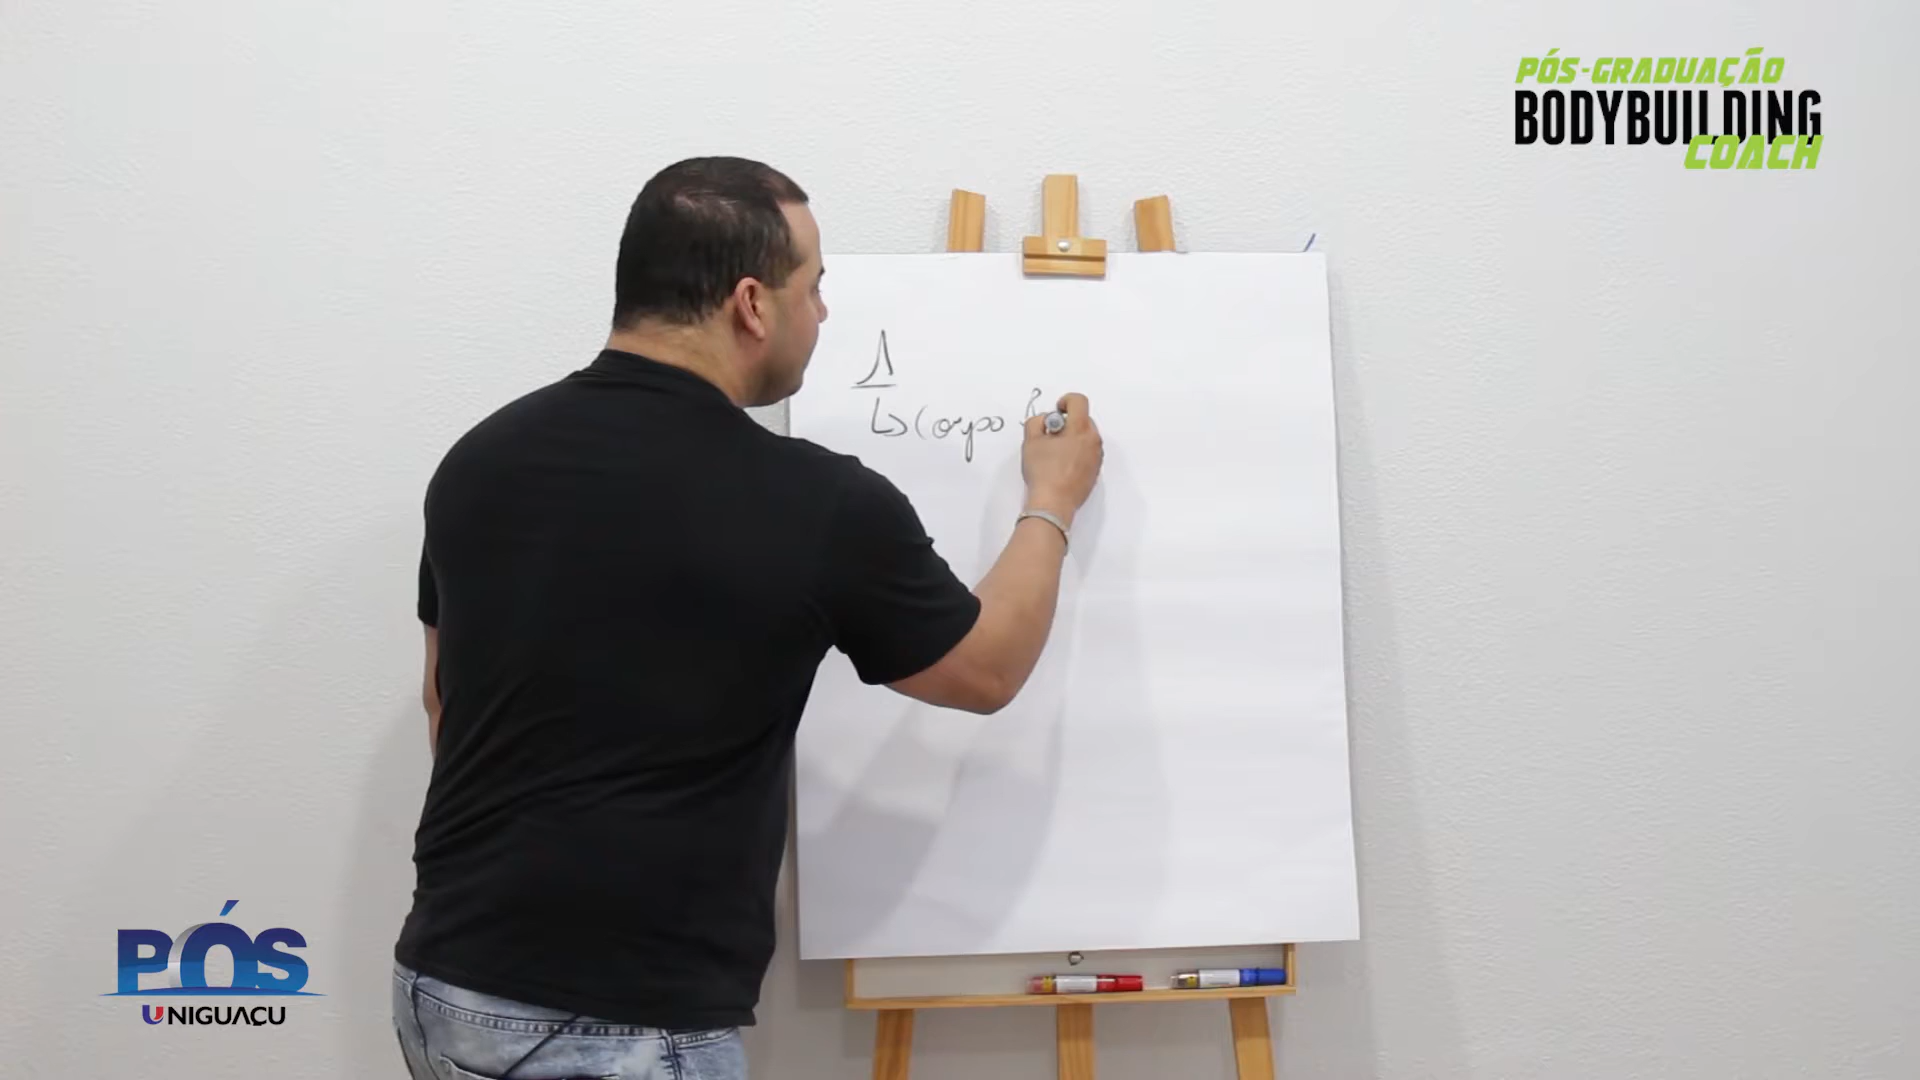 PÓS-GRADUAÇÃO
BODYBUILDING
COACH
1
↳ Corpo
PÓS
UNIGUAÇU